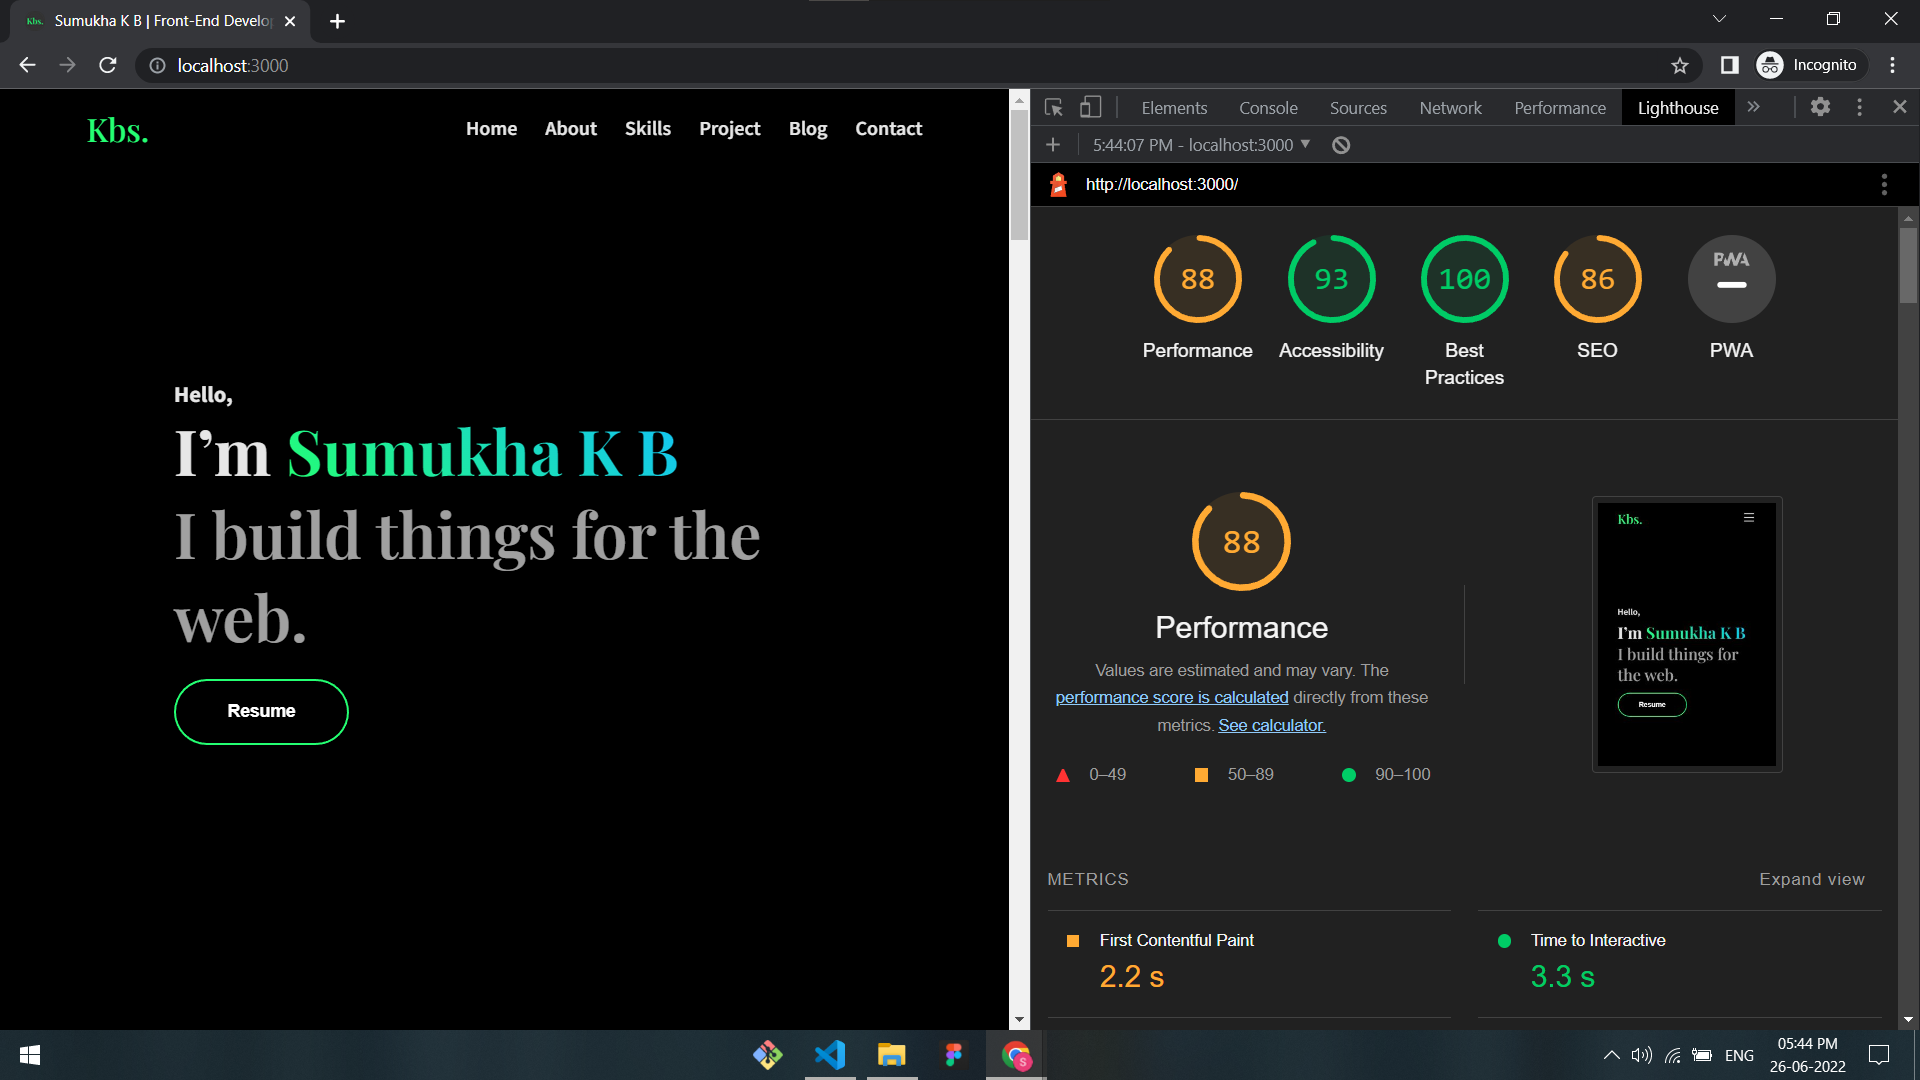 Kbs.
Sumukha K B | Front-End Develo
localhost:3000
Incognito
Kbs.
Home About Skills Project Blog Contact
Hello,
I’m Sumukha K B
I build things for the
web.
Resume
Elements Console Sources Network Performance Lighthouse
5:44:07 PM - localhost:3000
http://localhost:3000/
88 93 100 86 PWA
Performance Accessibility Best Practices SEO PWA
88
Performance
Values are estimated and may vary. The
performance score is calculated directly from these
metrics. See calculator.
0–49 50–89 90–100
Kbs.
Hello,
I’m Sumukha K B
I build things for
the web.
Resume
METRICS Expand view
First Contentful Paint
2.2 s
Time to Interactive
3.3 s
S
ENG
05:44 PM
26-06-2022